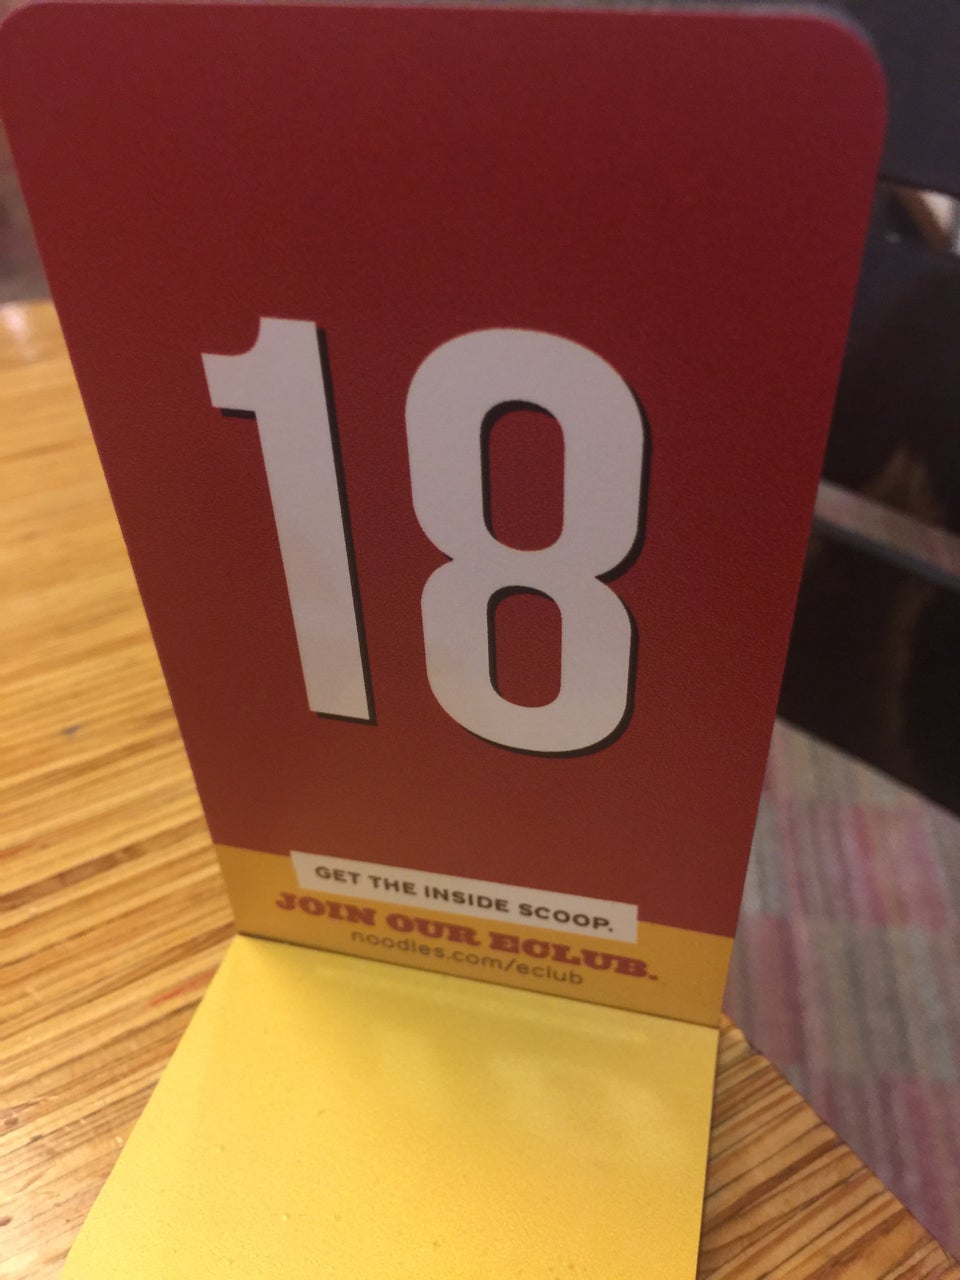 18
GET THE INSIDE SCOOP.
JOIN OUR ECLUB.
noodles.com/eclub